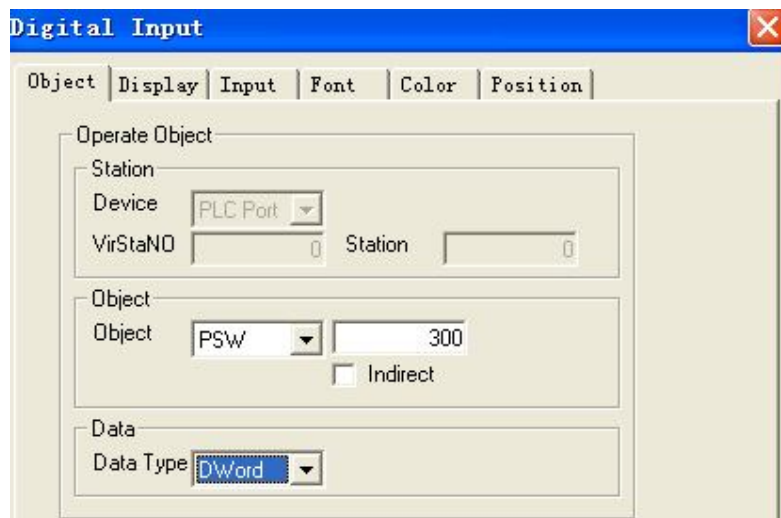 Digital Input
Object Display Input Font Color Position
Operate Object
Station
Device PLC Port
VirStaNO 0 Station 0
Object
Object PSW 300
Indirect
Data
Data Type DWord